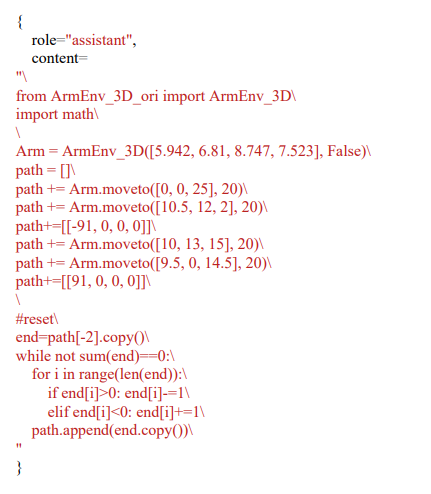 {
role="assistant",
content=
"\
from ArmEnv_3D_ori import ArmEnv_3D\
import math\
\
Arm = ArmEnv_3D([5.942, 6.81, 8.747, 7.523], False)\
path = []\
path += Arm.moveto([0, 0, 25], 20)\
path += Arm.moveto([10.5, 12, 2], 20)\
path+=[[-91, 0, 0, 0]]\
path += Arm.moveto([10, 13, 15], 20)\
path += Arm.moveto([9.5, 0, 14.5], 20)\
path+=[[91, 0, 0, 0]]\
\
#reset\
end=path[-2].copy()\
while not sum(end)==0:\
for i in range(len(end)):\
if end[i]>0: end[i]-=1\
elif end[i]<0: end[i]+=1\
path.append(end.copy())\
"
}